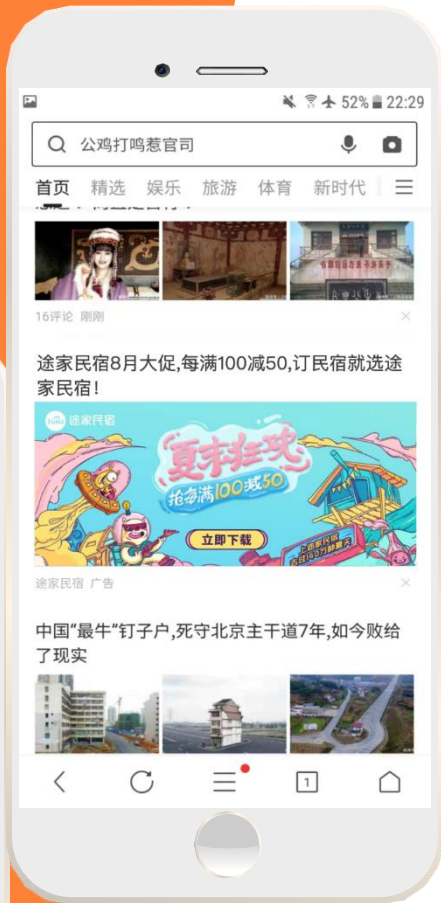 52% 22:29
公鸡打鸣惹官司
首页 精选 娱乐 旅游 体育 新时代
16评论 刚刚
途家民宿8月大促,每满100减50,订民宿就选途
家民宿!
途家民宿
夏末狂欢
抢每满100减50
立即下载
途家民宿 广告
中国“最牛”钉子户,死守北京主干道7年,如今败给
了现实
1